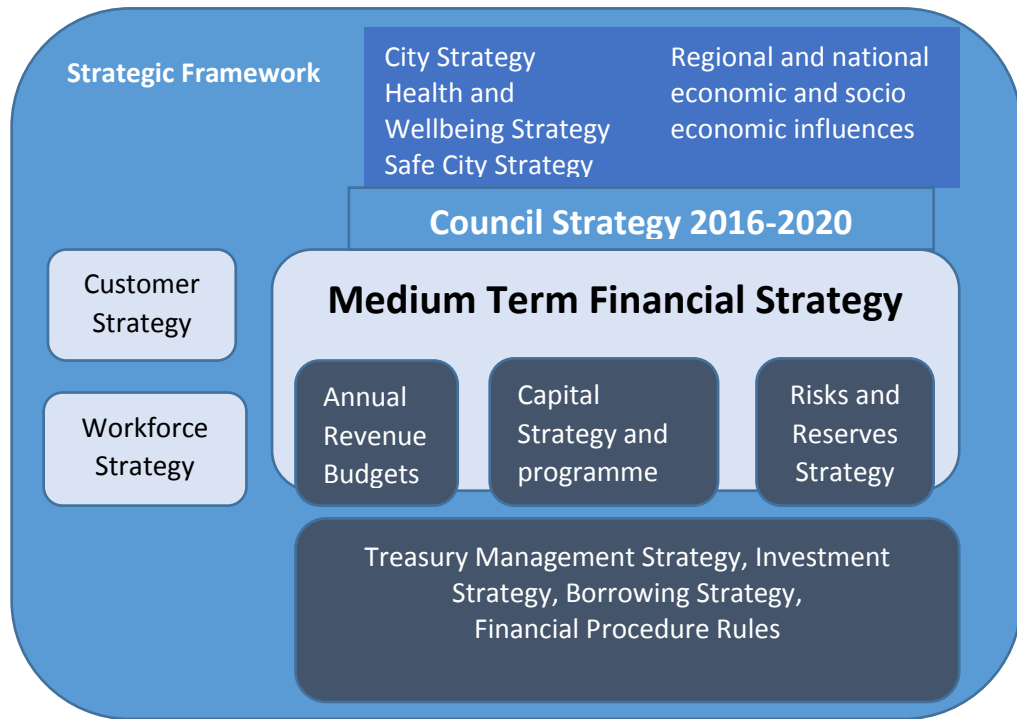 Strategic Framework
City Strategy
Health and
Wellbeing Strategy
Safe City Strategy
Regional and national
economic and socio
economic influences
Council Strategy 2016-2020
Customer
Strategy
Workforce
Strategy
Medium Term Financial Strategy
Annual
Revenue
Budgets
Capital
Strategy and
programme
Risks and
Reserves
Strategy
Treasury Management Strategy, Investment
Strategy, Borrowing Strategy,
Financial Procedure Rules